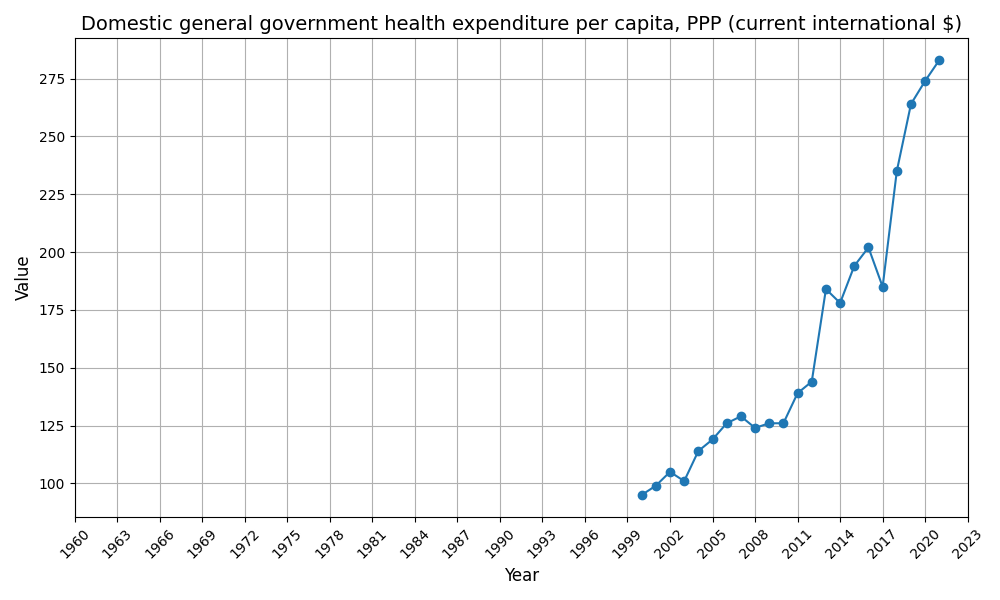 Domestic general government health expenditure per capita, PPP (current international $)
275
250
225
200
175
150
125
100
Value
1960 1963 1966 1969 1972 1975 1978 1981 1984 1987 1990 1993 1996 1999 2002 2005 2008 2011 2014 2017 2020 2023
Year